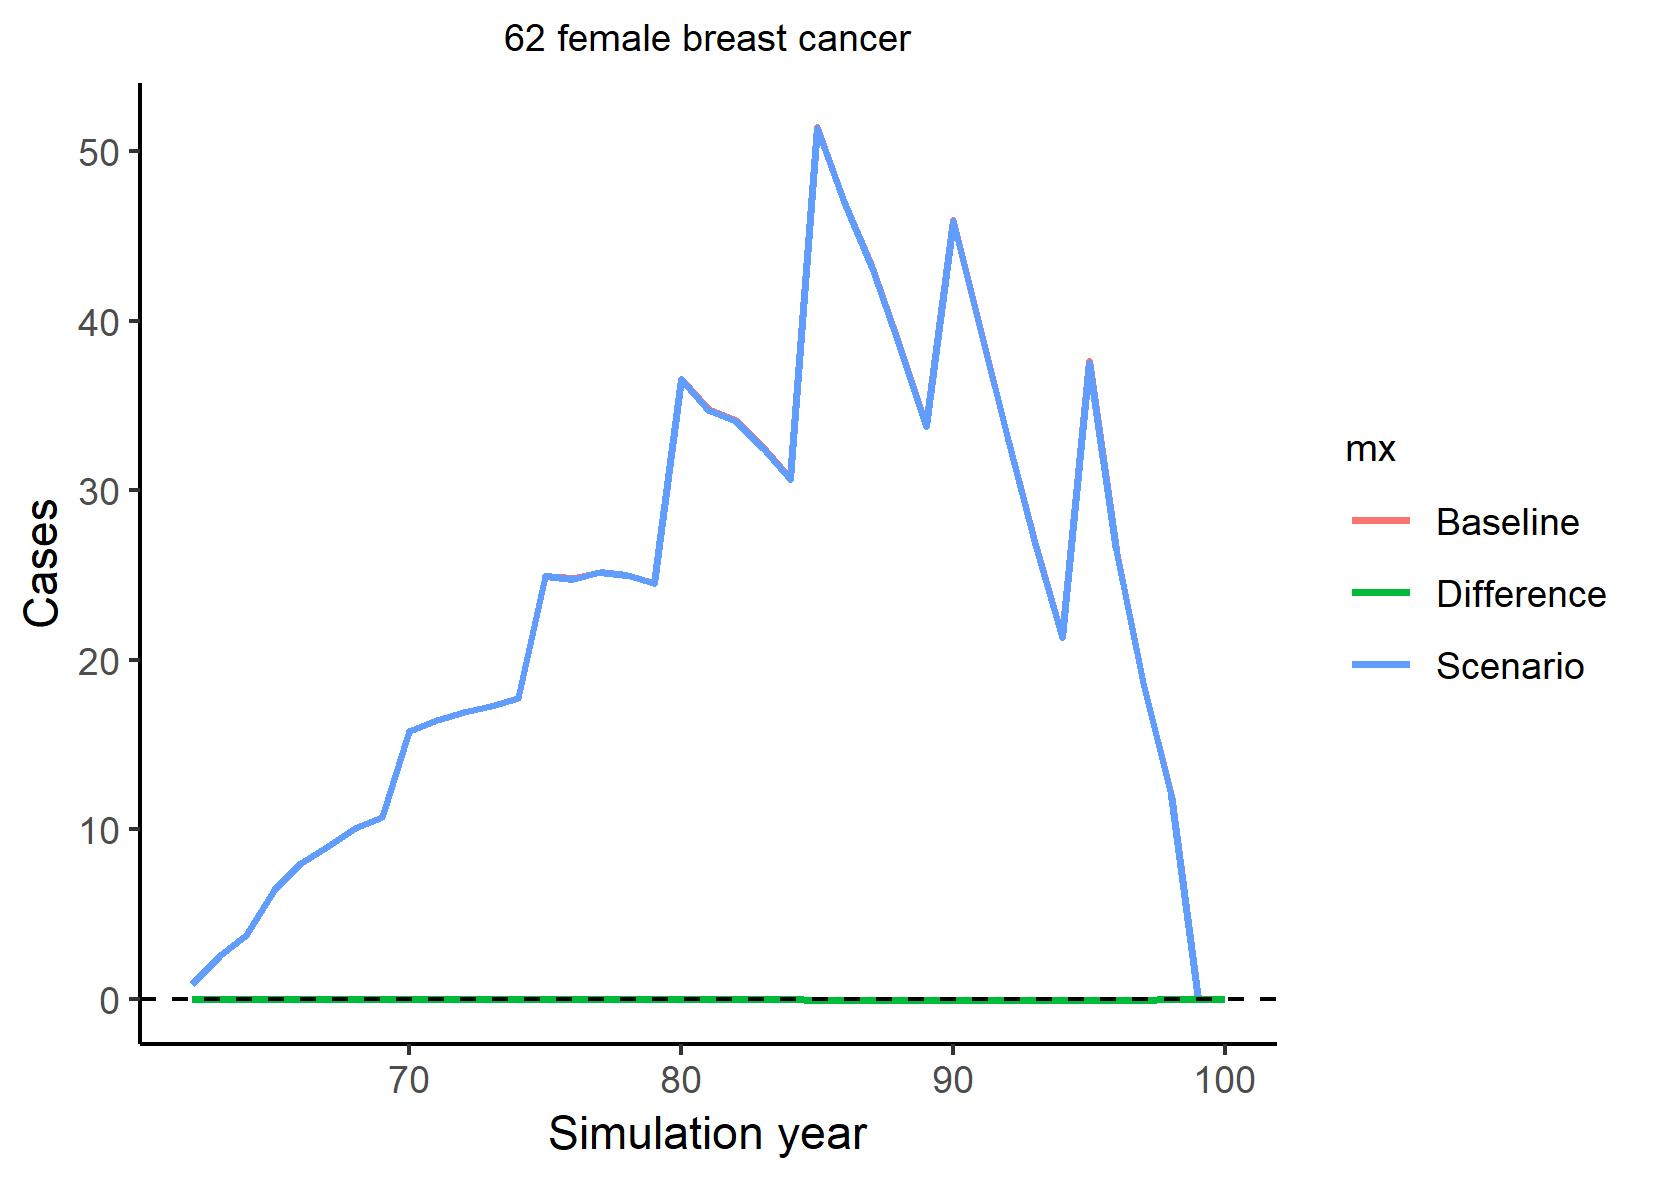 62 female breast cancer
50
40
30
20
10
0
Cases
70 80 90 100
Simulation year
mx
Baseline
Difference
Scenario